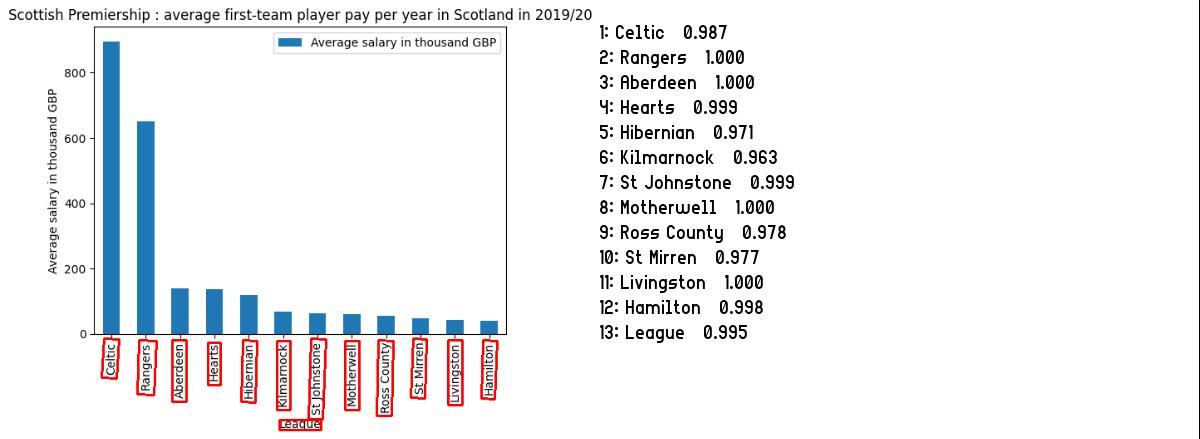 Scottish Premiership : average first-team player pay per year in Scotland in 2019/20
Average salary in thousand GBP
Average salary in thousand GBP
800
600
400
200
0
Celtic
Rangers
Aberdeen
Hearts
Hibernian
Kilmarnock
St Johnstone
Motherwell
Ross County
St Mirren
Livingston
Hamilton
League
1: Celtic 0.987
2: Rangers 1.000
3: Aberdeen 1.000
4: Hearts 0.999
5: Hibernian 0.971
6: Kilmarnock 0.963
7: St Johnstone 0.999
8: Motherwell 1.000
9: Ross County 0.978
10: St Mirren 0.977
11: Livingston 1.000
12: Hamilton 0.998
13: League 0.995